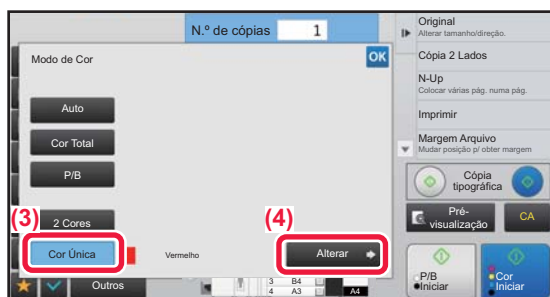 N.º de cópias 1
Modo de Cor
OK
Auto
Cor Total
P/B
(3)
2 Cores
Cor Única
Vermelho
(4)
Alterar
Outros
3 B4
4 A3
A4
Original
Alterar tamanho/direção.
Cópia 2 Lados
N-Up
Colocar várias pág. numa pág.
Imprimir
Margem Arquivo
Mudar posição p/ obter margem
Cópia
tipográfica
Pré-
visualização
CA
P/B
Iniciar
Cor
Iniciar